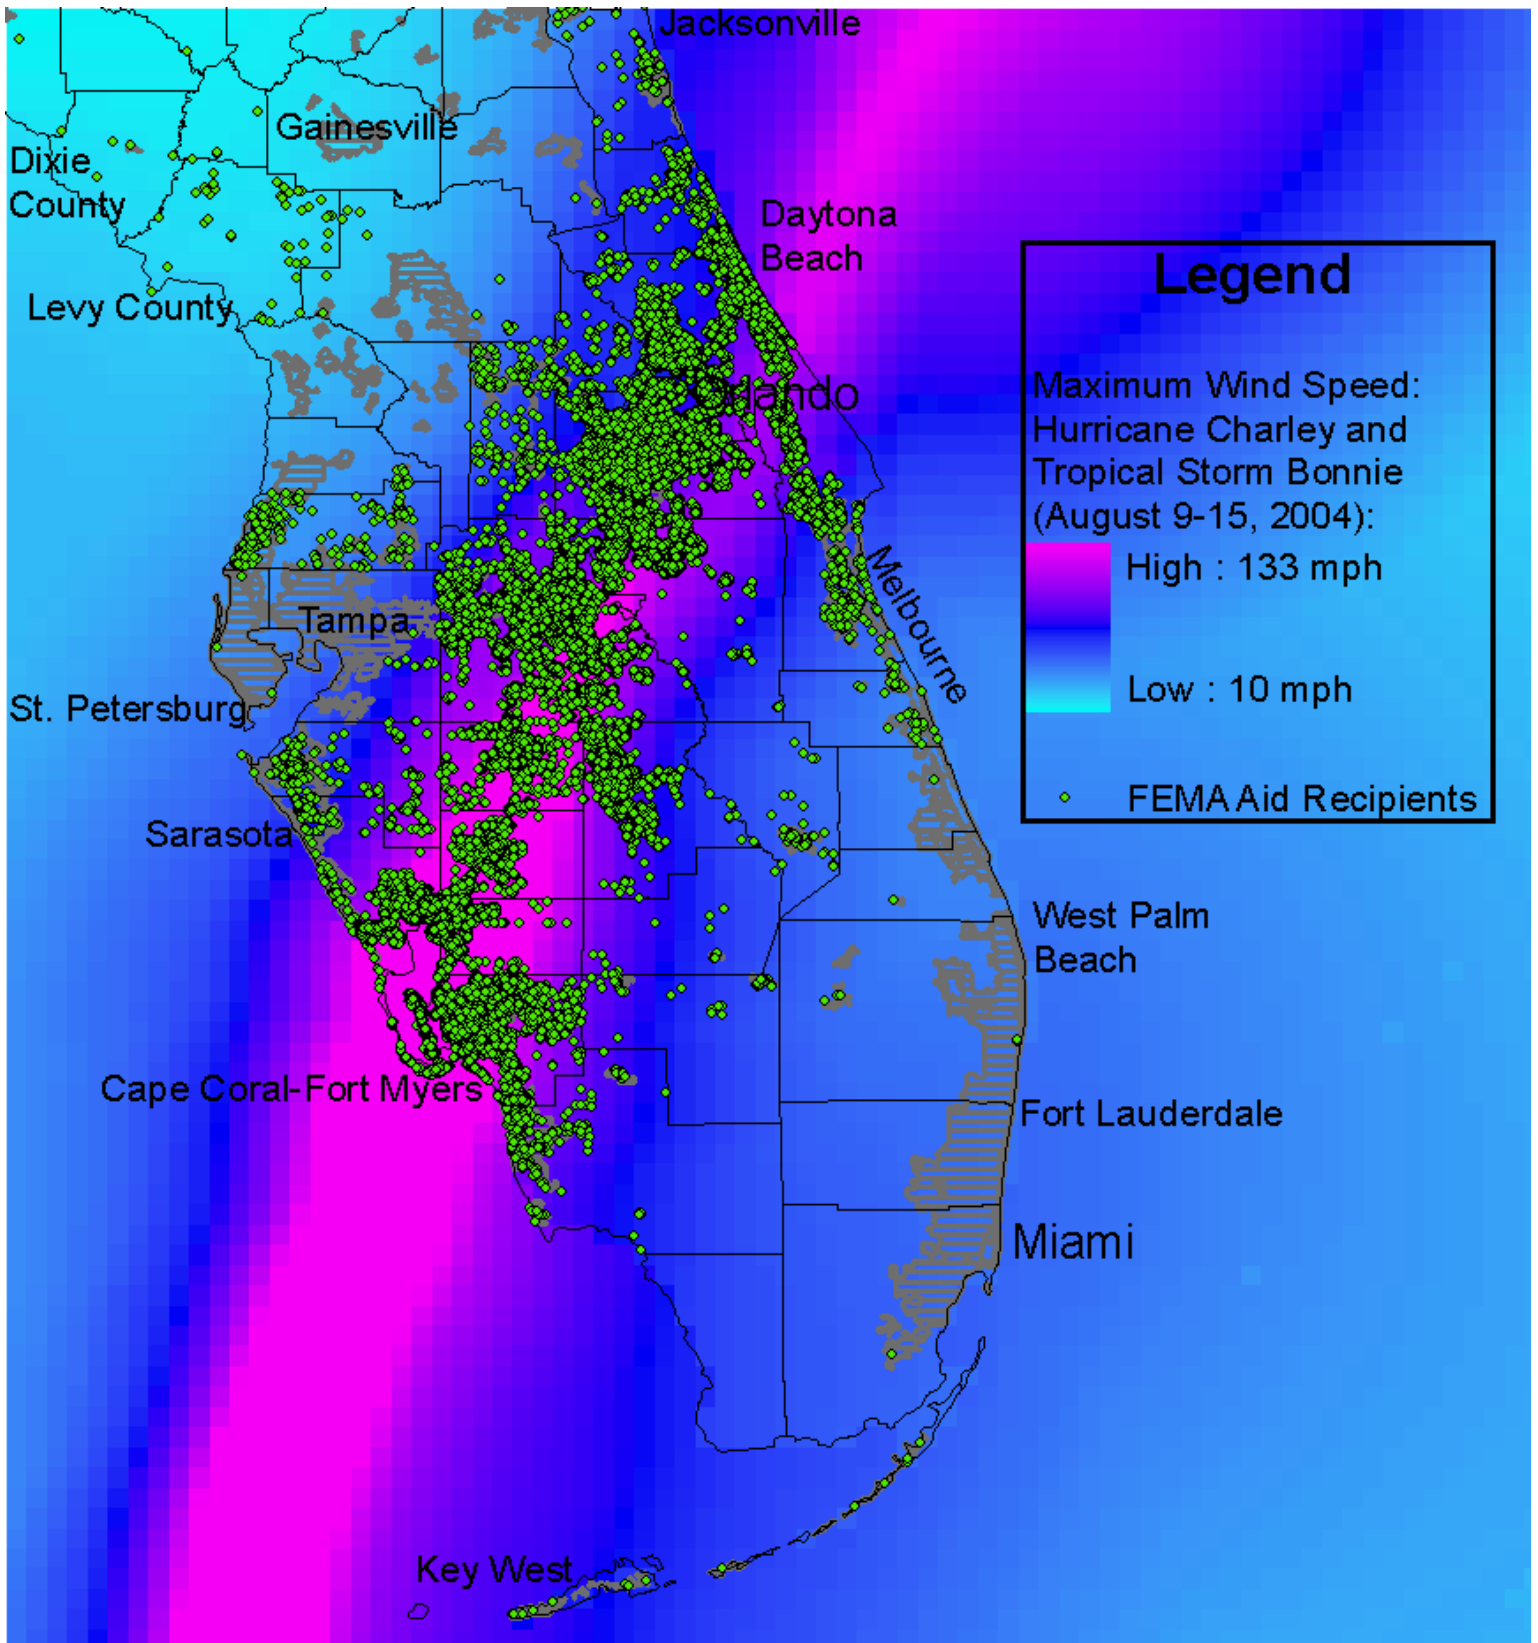 Jacksonville
Gainesville
Dixie
County
Daytona
Beach
Levy County
Legend
Maximum Wind Speed:
Hurricane Charley and
Tropical Storm Bonnie
(August 9-15, 2004):
High : 133 mph
Low : 10 mph
FEMA Aid Recipients
Orlando
Melbourne
Tampa
St. Petersburg
Sarasota
West Palm
Beach
Cape Coral-Fort Myers
Fort Lauderdale
Miami
Key West